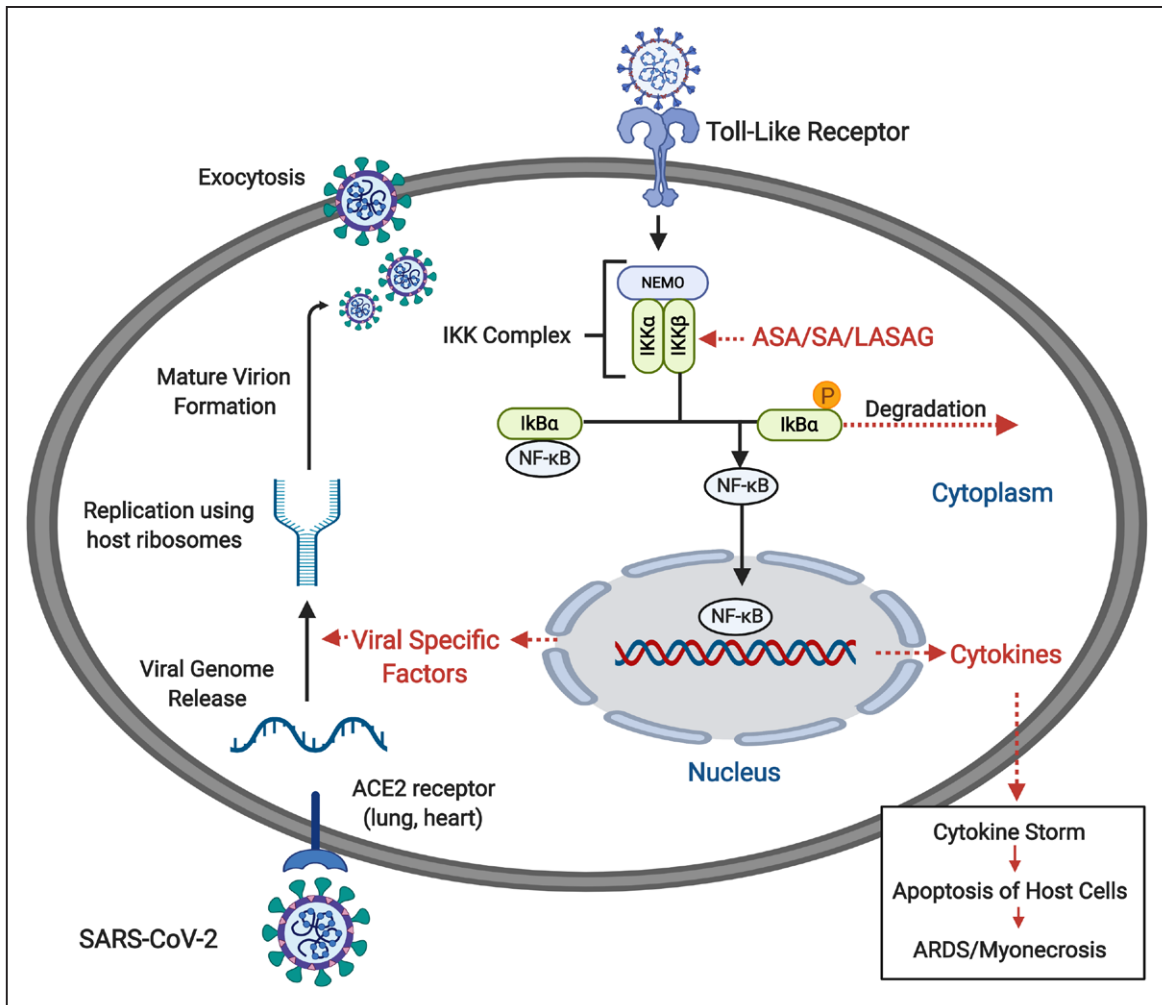 Toll-Like Receptor
Exocytosis
NEMO
IKKα
IKKβ
IKK Complex
ASA/SA/LASAG
Mature Virion
Formation
P
IkBα
IkBα
Degradation
NF-κB
NF-κB
Cytoplasm
Replication using
host ribosomes
NF-κB
Viral Specific
Factors
Cytokines
Viral Genome
Release
Nucleus
ACE2 receptor
(lung, heart)
Cytokine Storm
Apoptosis of Host Cells
ARDS/Myonecrosis
SARS-CoV-2